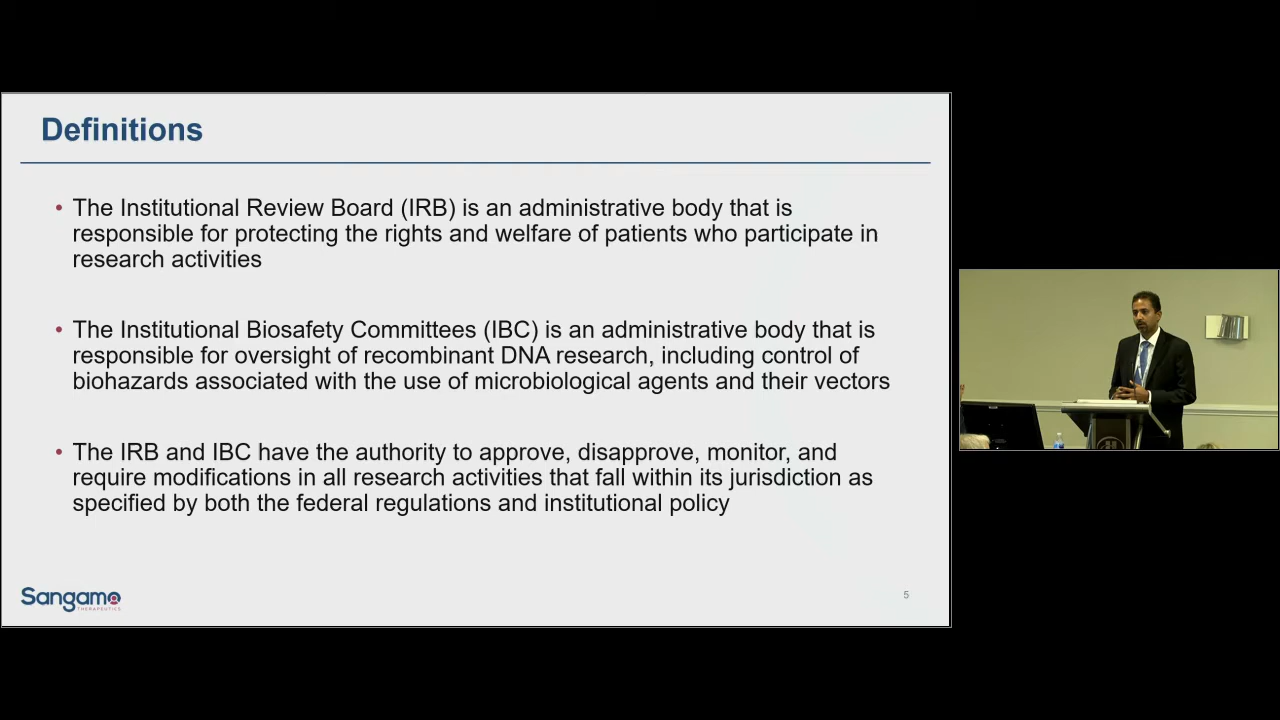 Definitions
• The Institutional Review Board (IRB) is an administrative body that is
responsible for protecting the rights and welfare of patients who participate in
research activities
• The Institutional Biosafety Committees (IBC) is an administrative body that is
responsible for oversight of recombinant DNA research, including control of
biohazards associated with the use of microbiological agents and their vectors
• The IRB and IBC have the authority to approve, disapprove, monitor, and
require modifications in all research activities that fall within its jurisdiction as
specified by both the federal regulations and institutional policy
Sangamo
THERAPEUTICS
5